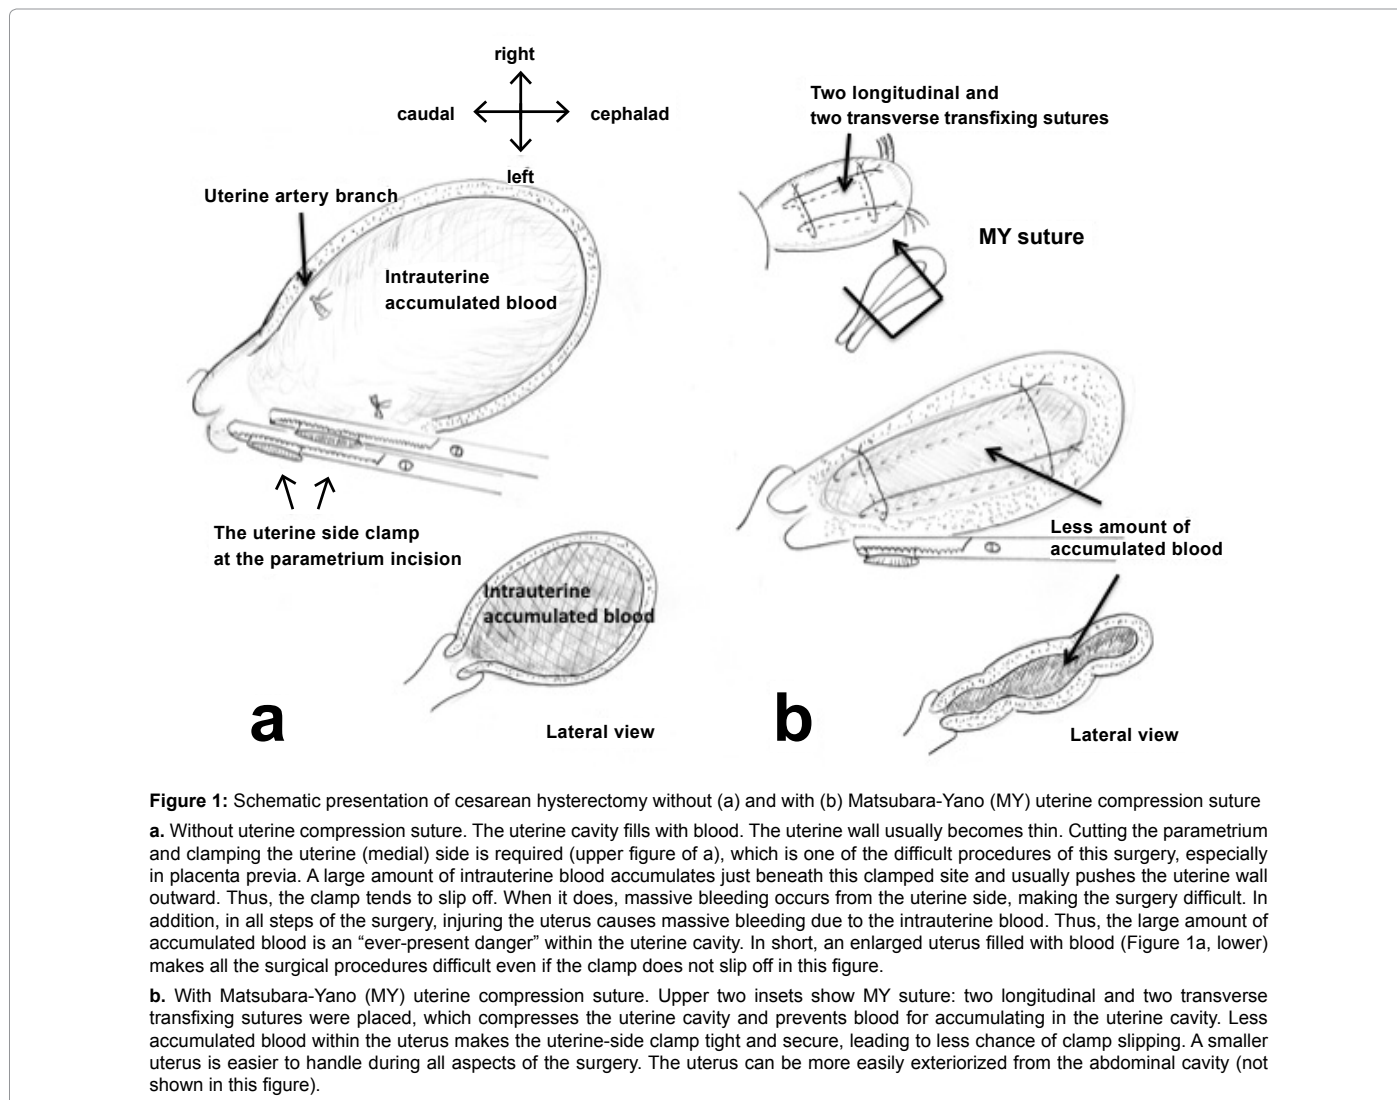 right
caudal
cephalad
left
Uterine artery branch
Intrauterine
accumulated blood
The uterine side clamp
at the parametrium incision
Intrauterine
accumulated blood
a
Lateral view
Two longitudinal and
two transverse transfixing sutures
MY suture
Less amount of
accumulated blood
b
Lateral view
Figure 1: Schematic presentation of cesarean hysterectomy without (a) and with (b) Matsubara-Yano (MY) uterine compression suture
a. Without uterine compression suture. The uterine cavity fills with blood. The uterine wall usually becomes thin. Cutting the parametrium
and clamping the uterine (medial) side is required (upper figure of a), which is one of the difficult procedures of this surgery, especially
in placenta previa. A large amount of intrauterine blood accumulates just beneath this clamped site and usually pushes the uterine wall
outward. Thus, the clamp tends to slip off. When it does, massive bleeding occurs from the uterine side, making the surgery difficult. In
addition, in all steps of the surgery, injuring the uterus causes massive bleeding due to the intrauterine blood. Thus, the large amount of
accumulated blood is an “ever-present danger” within the uterine cavity. In short, an enlarged uterus filled with blood (Figure 1a, lower)
makes all the surgical procedures difficult even if the clamp does not slip off in this figure.
b. With Matsubara-Yano (MY) uterine compression suture. Upper two insets show MY suture: two longitudinal and two transverse
transfixing sutures were placed, which compresses the uterine cavity and prevents blood for accumulating in the uterine cavity. Less
accumulated blood within the uterus makes the uterine-side clamp tight and secure, leading to less chance of clamp slipping. A smaller
uterus is easier to handle during all aspects of the surgery. The uterus can be more easily exteriorized from the abdominal cavity (not
shown in this figure).